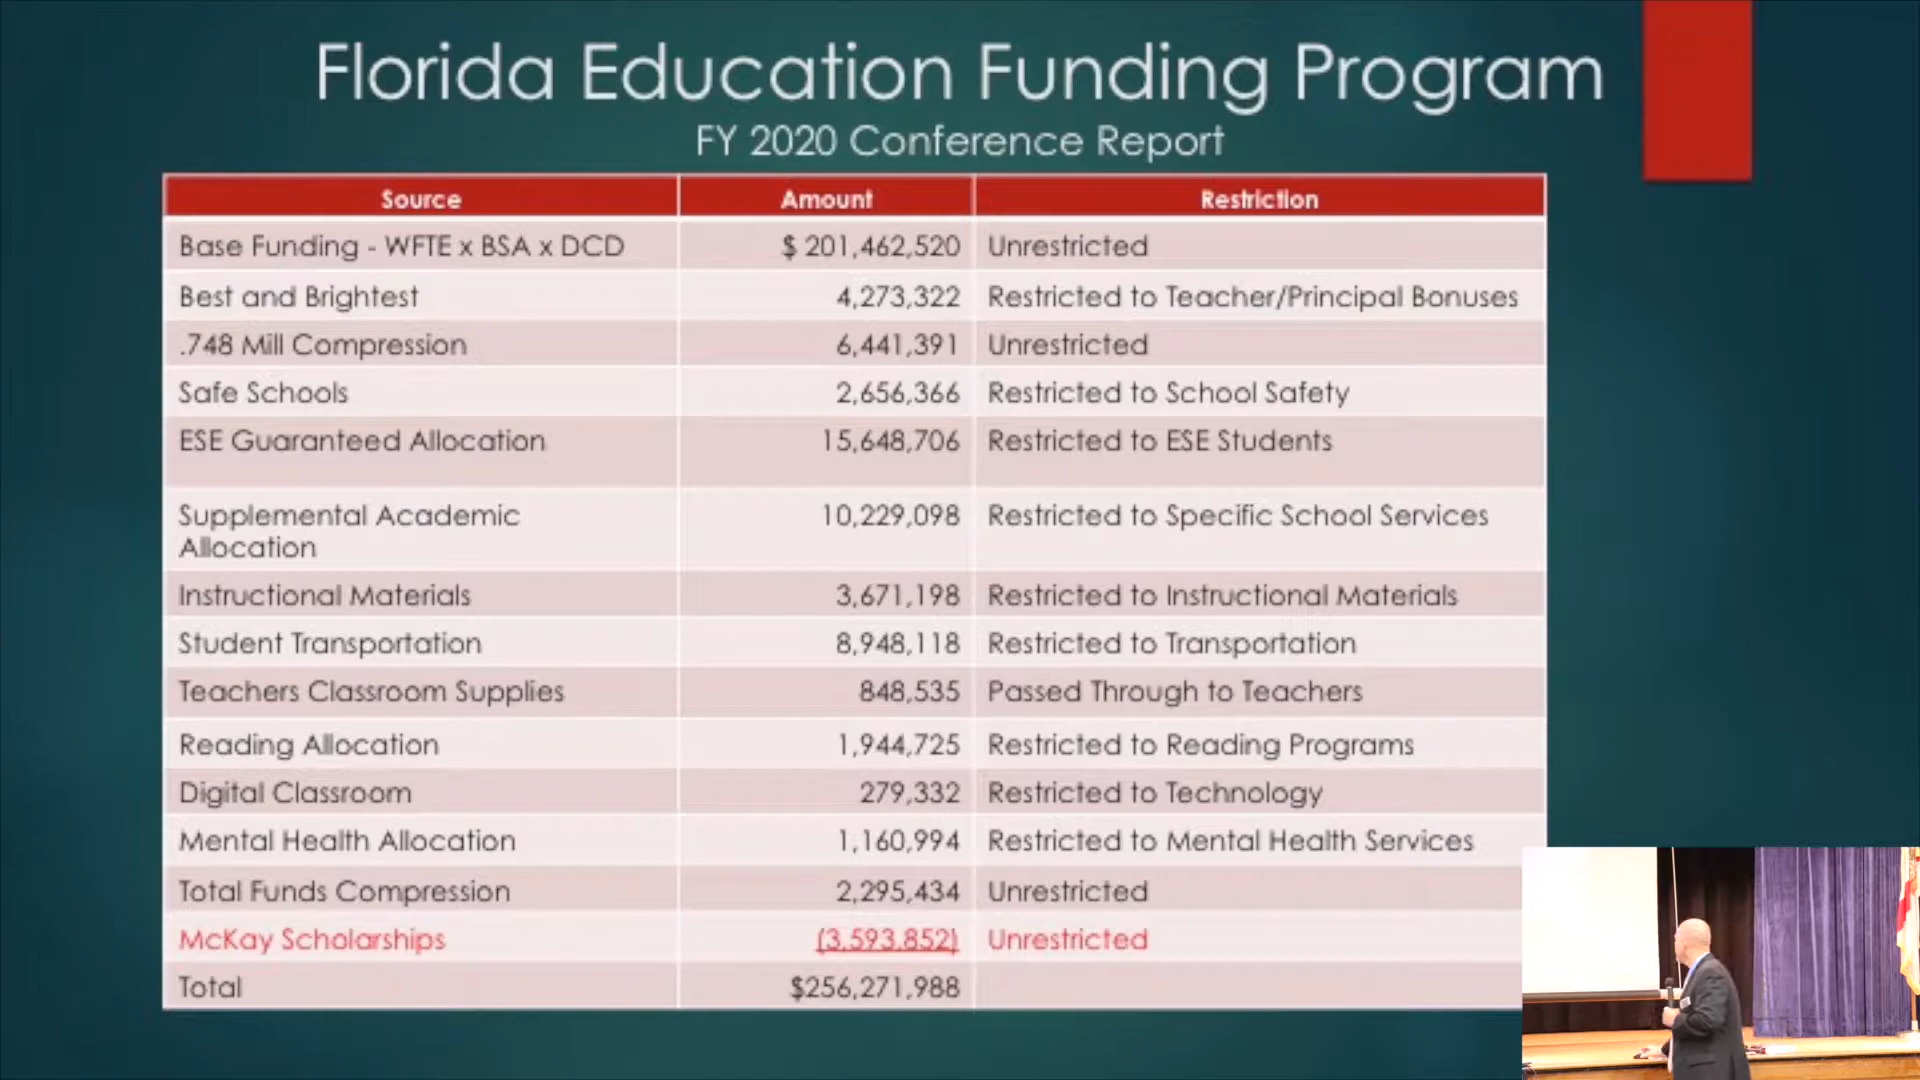 Florida Education Funding Program
FY 2020 Conference Report
Source Amount Restriction
Base Funding - WFTE x BSA x DCD $ 201,462,520 Unrestricted
Best and Brightest 4,273,322 Restricted to Teacher/Principal Bonuses
.748 Mill Compression 6,441,391 Unrestricted
Safe Schools 2,656,366 Restricted to School Safety
ESE Guaranteed Allocation 15,648,706 Restricted to ESE Students
Supplemental Academic 10,229,098 Restricted to Specific School Services
Allocation
Instructional Materials 3,671,198 Restricted to Instructional Materials
Student Transportation 8,948,118 Restricted to Transportation
Teachers Classroom Supplies 848,535 Passed Through to Teachers
Reading Allocation 1,944,725 Restricted to Reading Programs
Digital Classroom 279,332 Restricted to Technology
Mental Health Allocation 1,160,994 Restricted to Mental Health Services
Total Funds Compression 2,295,434 Unrestricted
McKay Scholarships (3,593,852) Unrestricted
Total $256,271,988